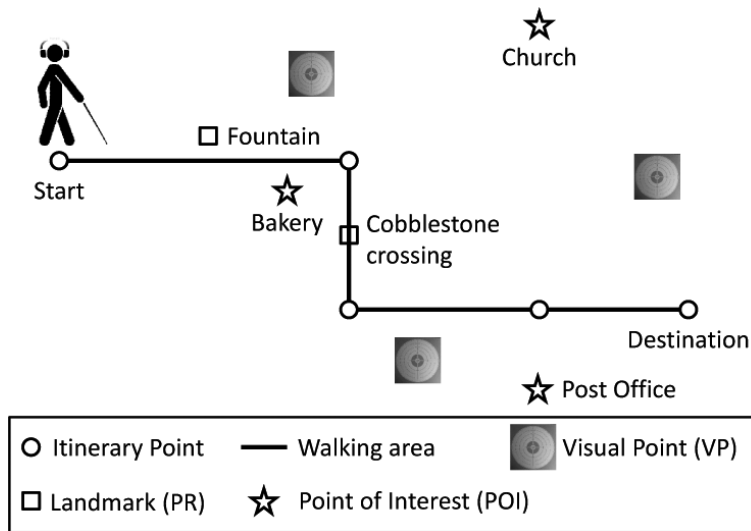 Church
Fountain
Start
Bakery
Cobblestone
crossing
Destination
Post Office
Itinerary Point
Walking area
Visual Point (VP)
Landmark (PR)
Point of Interest (POI)